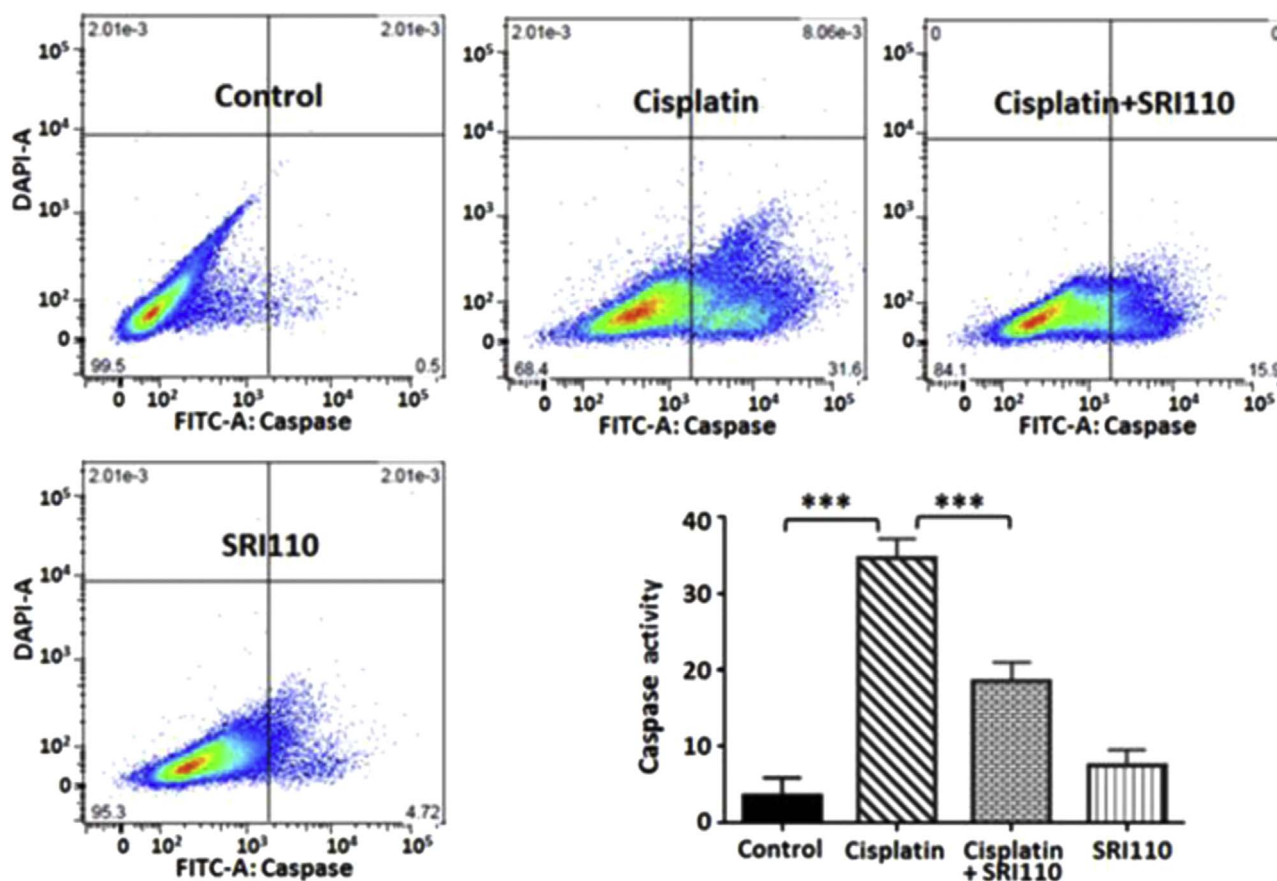 2.01e-3 2.01e-3
Control
10⁵
10⁴
10³
10²
0
DAPI-A
99.5 0.5
0 10² 10³ 10⁴ 10⁵
FITC-A: Caspase
2.01e-3 8.06e-3
Cisplatin
10⁵
10⁴
10³
10²
0
68.4 31.6
0 10² 10³ 10⁴ 10⁵
FITC-A: Caspase
0 0
Cisplatin+SRI110
10⁵
10⁴
10³
10²
0
84.1 15.9
0 10² 10³ 10⁴ 10⁵
FITC-A: Caspase
2.01e-3 2.01e-3
SRI110
10⁵
10⁴
10³
10²
0
DAPI-A
95.3 4.72
0 10² 10³ 10⁴ 10⁵
FITC-A: Caspase
*** ***
40
30
20
10
0
Caspase activity
Control Cisplatin Cisplatin SRI110
+ SRI110